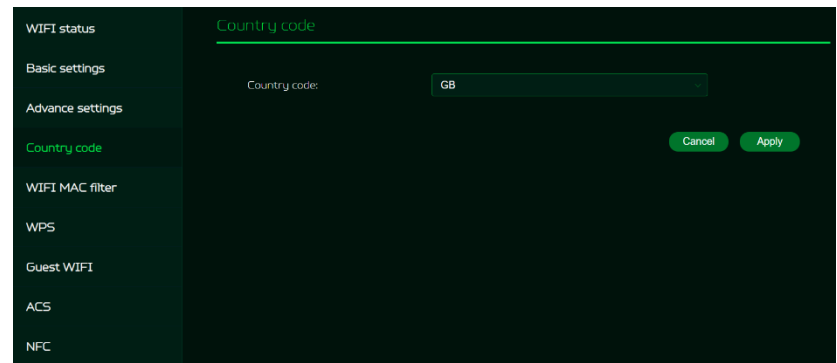 WIFI status
Basic settings
Advance settings
Country code
WIFI MAC filter
WPS
Guest WIFI
ACS
NFC
Country code
Country code: GB
Cancel Apply